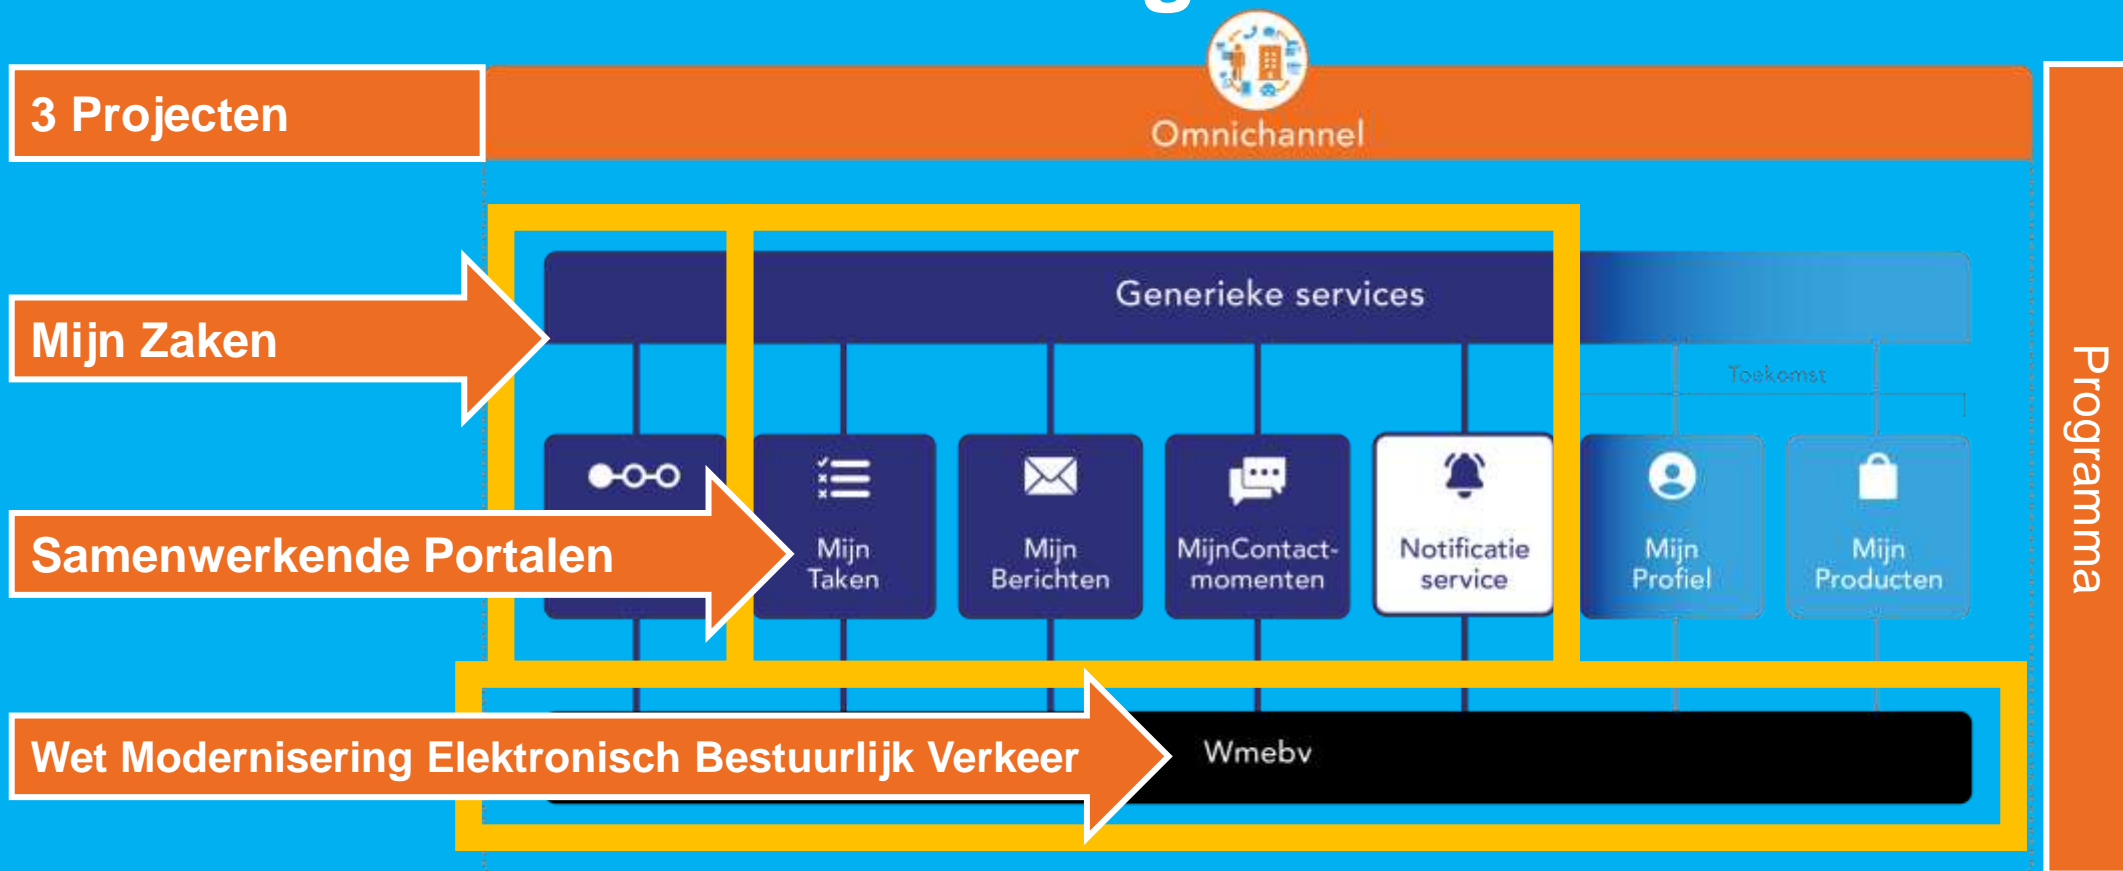 3 Projecten
Omnichannel
Mijn Zaken
Generieke services
Toekomst
Programma
Samenwerkende Portalen
Mijn
Taken
Mijn
Berichten
MijnContact-
momenten
Notificatie
service
Mijn
Profiel
Mijn
Producten
Wet Modernisering Elektronisch Bestuurlijk Verkeer
Wmebv